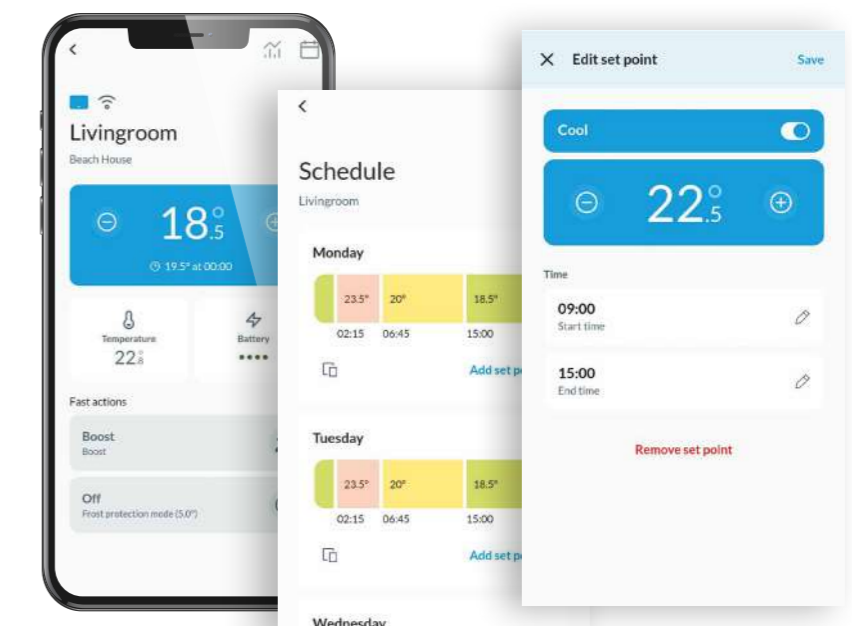 Livingroom
Beach House
18°.5
19.5° at 00:00
Temperature
22°.8
Battery
Fast actions
Boost
Boost
Off
Frost protection mode (5.0°)
Schedule
Livingroom
Monday
23.5° 20° 18.5°
02:15 06:45 15:00
Add set p
Tuesday
23.5° 20° 18.5°
02:15 06:45 15:00
Add set p
Wednesday
Edit set point Save
Cool
22°.5
Time
09:00
Start time
15:00
End time
Remove set point